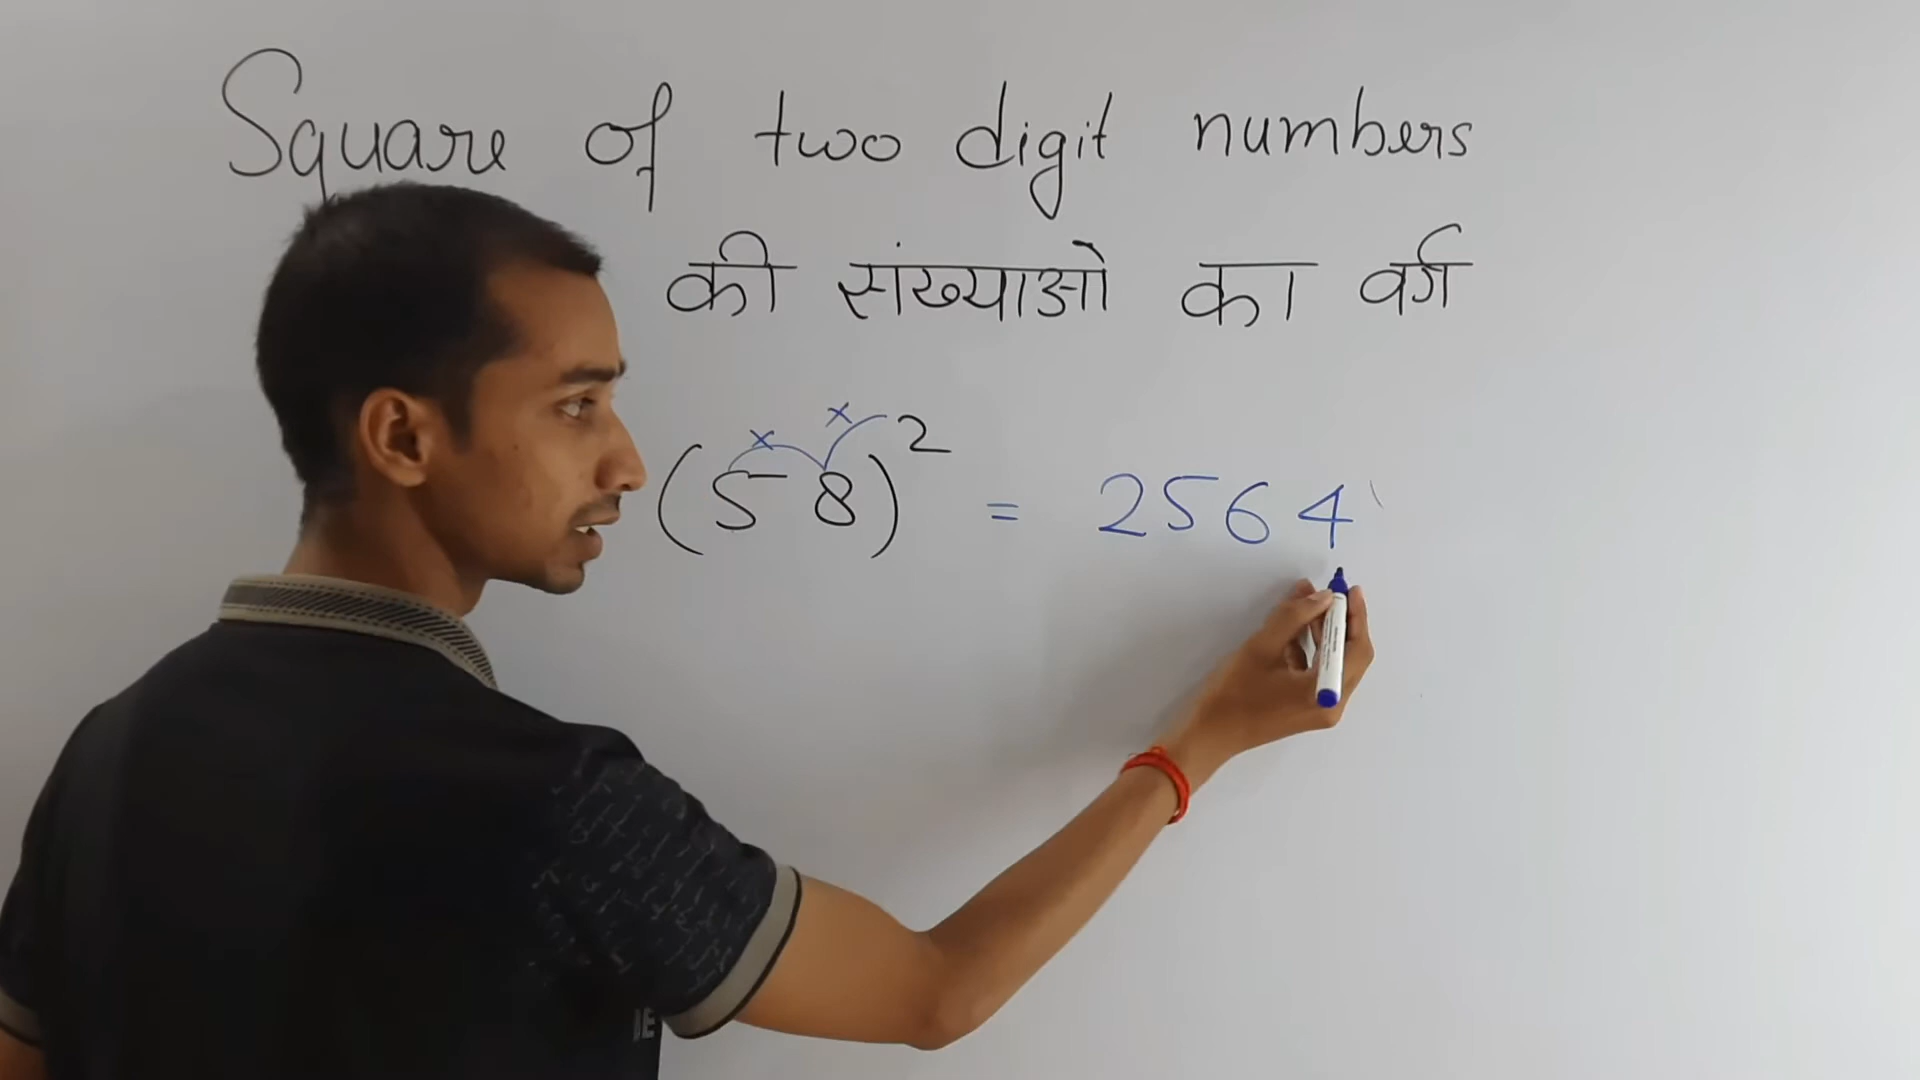 Square of two digit numbers
की संख्याओ का वर्ग
(58)² = 2564